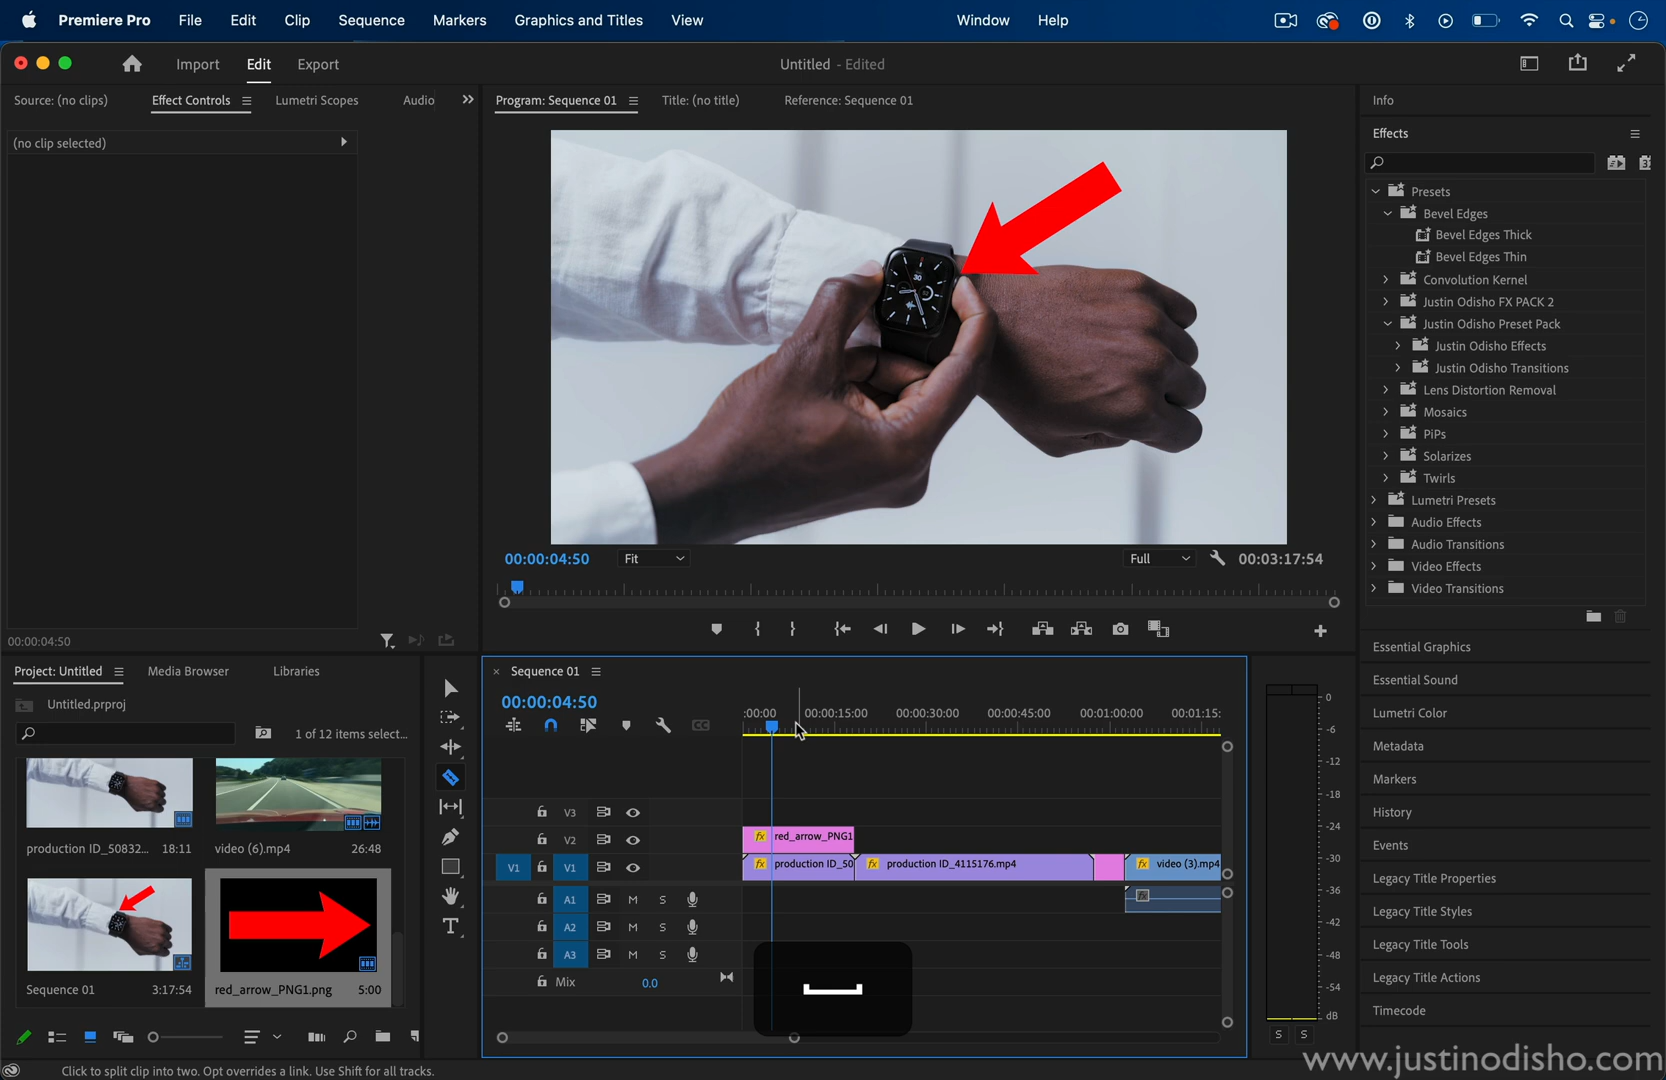 Premiere Pro File Edit Clip Sequence Markers Graphics and Titles View Window Help
Import Edit Export Untitled - Edited
Source: (no clips) Effect Controls Lumetri Scopes Audio
(no clip selected)
00:00:04:50
Program: Sequence 01 Title: (no title) Reference: Sequence 01
30
00:00:04:50 Fit Full 00:03:17:54
Info
Effects
Presets
Bevel Edges
Bevel Edges Thick
Bevel Edges Thin
Convolution Kernel
Justin Odisho FX PACK 2
Justin Odisho Preset Pack
Justin Odisho Effects
Justin Odisho Transitions
Lens Distortion Removal
Mosaics
PiPs
Solarizes
Twirls
Lumetri Presets
Audio Effects
Audio Transitions
Video Effects
Video Transitions
Essential Graphics
Essential Sound
Lumetri Color
Metadata
Markers
History
Events
Legacy Title Properties
Legacy Title Styles
Legacy Title Tools
Legacy Title Actions
Timecode
Project: Untitled Media Browser Libraries
Untitled.prproj
1 of 12 items select...
production ID_50832... 18:11
video (6).mp4 26:48
Sequence 01 3:17:54
red_arrow_PNG1.png 5:00
Sequence 01
00:00:04:50
:00:00 00:00:15:00 00:00:30:00 00:00:45:00 00:01:00:00 00:01:15:
CC
V3
V2 fx red_arrow_PNG1
V1 V1 fx production ID_50 fx production ID_4115176.mp4 fx video (3).mp4
A1 M S fx
A2 M S
A3 M S
Mix 0.0
0
-6
-12
-18
-24
-30
-36
-42
-48
-54
dB
S S
Click to split clip into two. Opt overrides a link. Use Shift for all tracks.
www.justinodisho.com